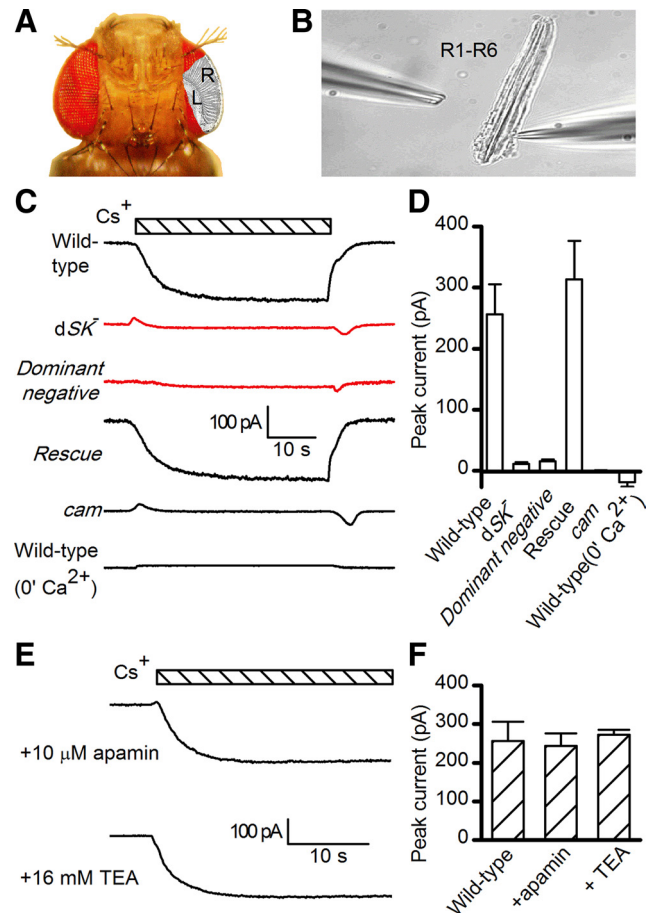 A
R
L
B
R1-R6
C
Cs+
Wild-
type
dSK-
Dominant
negative
100 pA
10 s
Rescue
cam
Wild-type
(0' Ca2+)
D
Peak current (pA)
400
300
200
100
0
Wild-type
dSK-
Dominant negative
Rescue
cam
Wild-type(0' Ca2+)
E
Cs+
+10 µM apamin
100 pA
10 s
+16 mM TEA
F
Peak current (pA)
400
300
200
100
0
Wild-type
+apamin
+ TEA